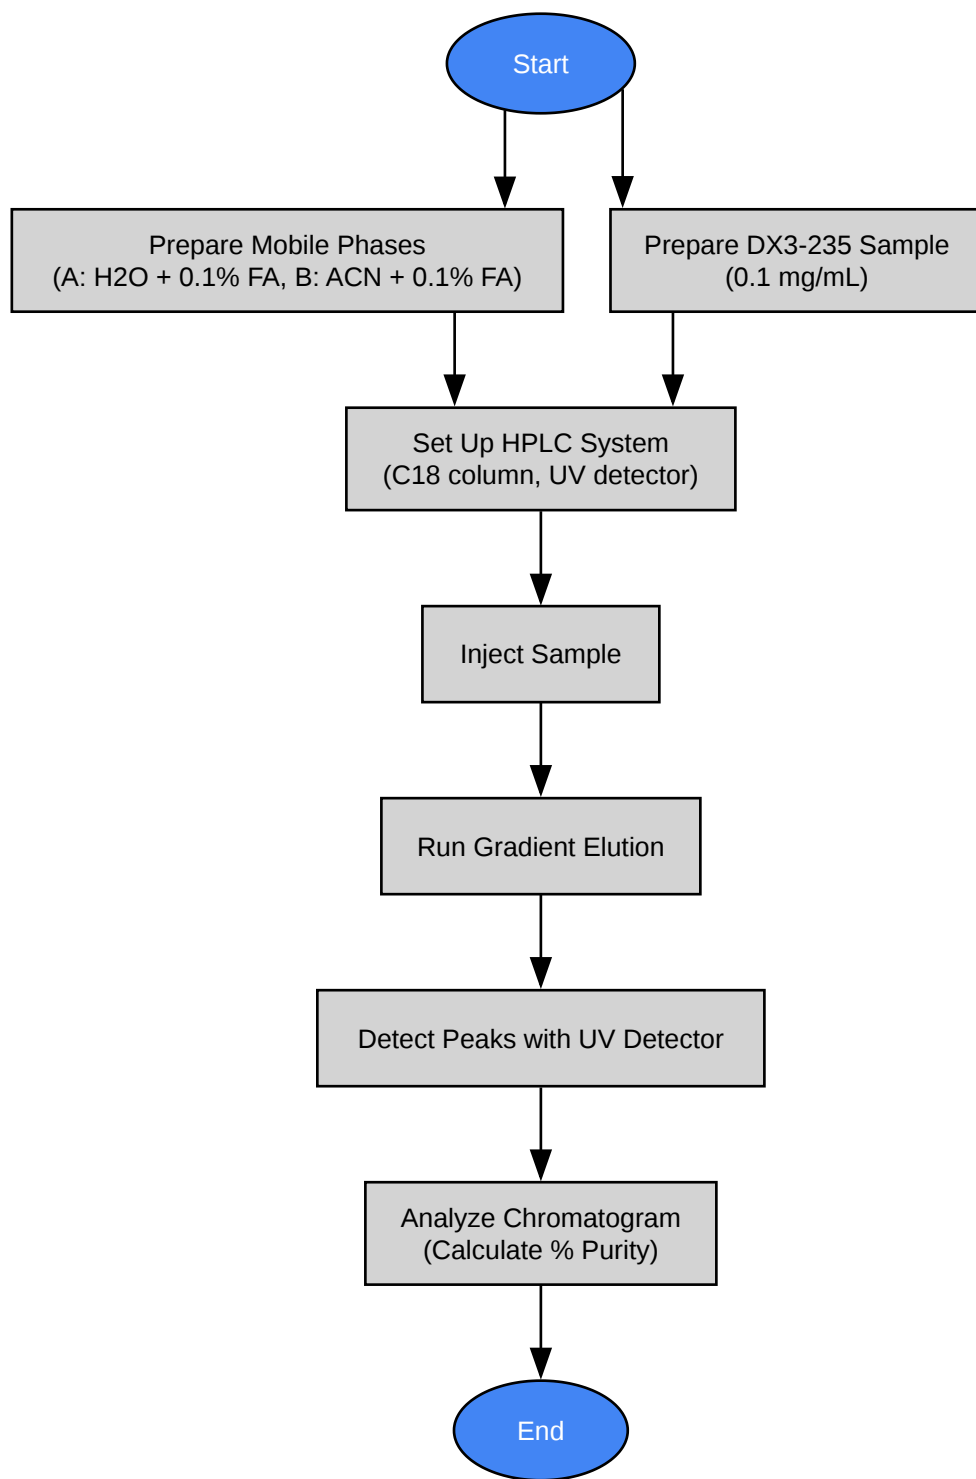 Start
Prepare Mobile Phases
(A: H2O + 0.1% FA, B: ACN + 0.1% FA)
Prepare DX3-235 Sample
(0.1 mg/mL)
Set Up HPLC System
(C18 column, UV detector)
Inject Sample
Run Gradient Elution
Detect Peaks with UV Detector
Analyze Chromatogram
(Calculate % Purity)
End